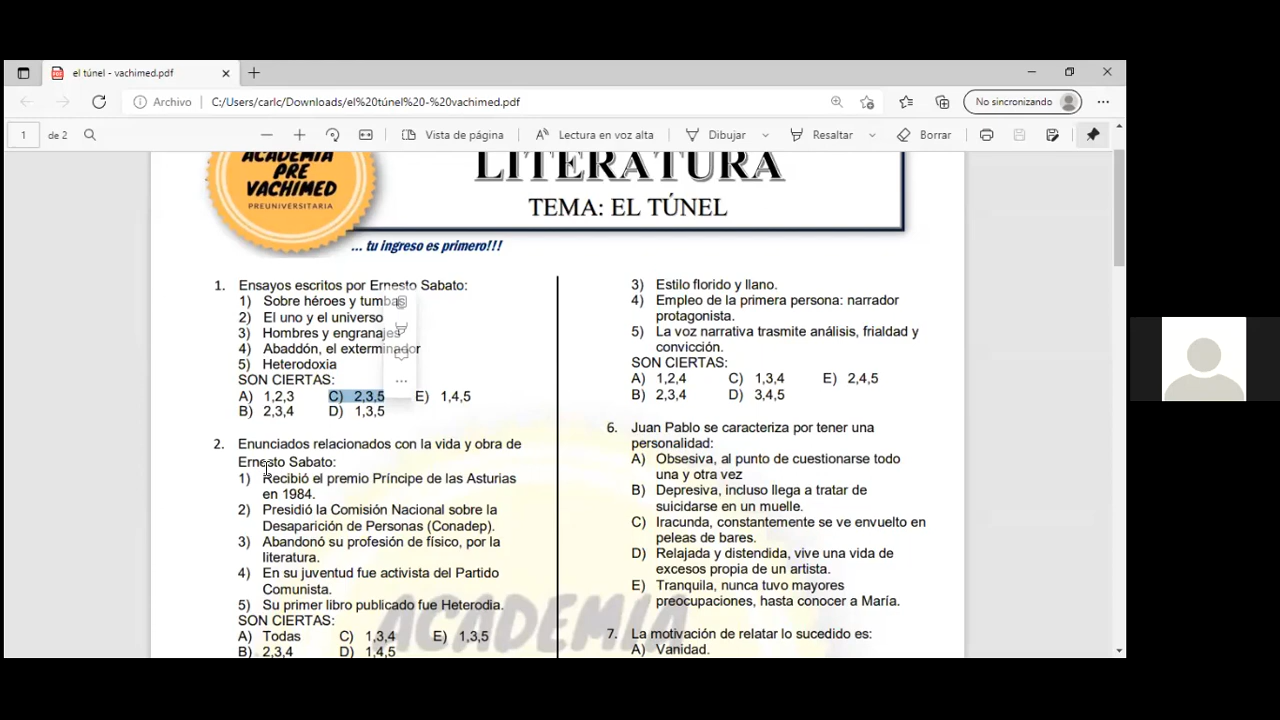 el túnel - vachimed.pdf
Archivo
C:/Users/carlc/Downloads/el%20túnel%20-%20vachimed.pdf
No sincronizando
1
de 2
Vista de página
Lectura en voz alta
Dibujar
Resaltar
Borrar
ACADEMIA
PRE
VACHIMED
PREUNIVERSITARIA
LITERATURA
TEMA: EL TÚNEL
... tu ingreso es primero!!!
1. Ensayos escritos por Ernesto Sabato:
1) Sobre héroes y tumbas
2) El uno y el universo
3) Hombres y engranajes
4) Abaddón, el exterminador
5) Heterodoxia
SON CIERTAS:
A) 1,2,3 C) 2,3,5 E) 1,4,5
B) 2,3,4 D) 1,3,5
2. Enunciados relacionados con la vida y obra de
Ernesto Sabato:
1) Recibió el premio Príncipe de las Asturias
en 1984.
2) Presidió la Comisión Nacional sobre la
Desaparición de Personas (Conadep).
3) Abandonó su profesión de físico, por la
literatura.
4) En su juventud fue activista del Partido
Comunista.
5) Su primer libro publicado fue Heterodia.
SON CIERTAS:
A) Todas C) 1,3,4 E) 1,3,5
B) 2,3,4 D) 1,4,5
3) Estilo florido y llano.
4) Empleo de la primera persona: narrador
protagonista.
5) La voz narrativa trasmite análisis, frialdad y
convicción.
SON CIERTAS:
A) 1,2,4 C) 1,3,4 E) 2,4,5
B) 2,3,4 D) 3,4,5
6. Juan Pablo se caracteriza por tener una
personalidad:
A) Obsesiva, al punto de cuestionarse todo
una y otra vez
B) Depresiva, incluso llega a tratar de
suicidarse en un muelle.
C) Iracunda, constantemente se ve envuelto en
peleas de bares.
D) Relajada y distendida, vive una vida de
excesos propia de un artista.
E) Tranquila, nunca tuvo mayores
preocupaciones, hasta conocer a María.
7. La motivación de relatar lo sucedido es:
A) Vanidad.
ACADEMIA